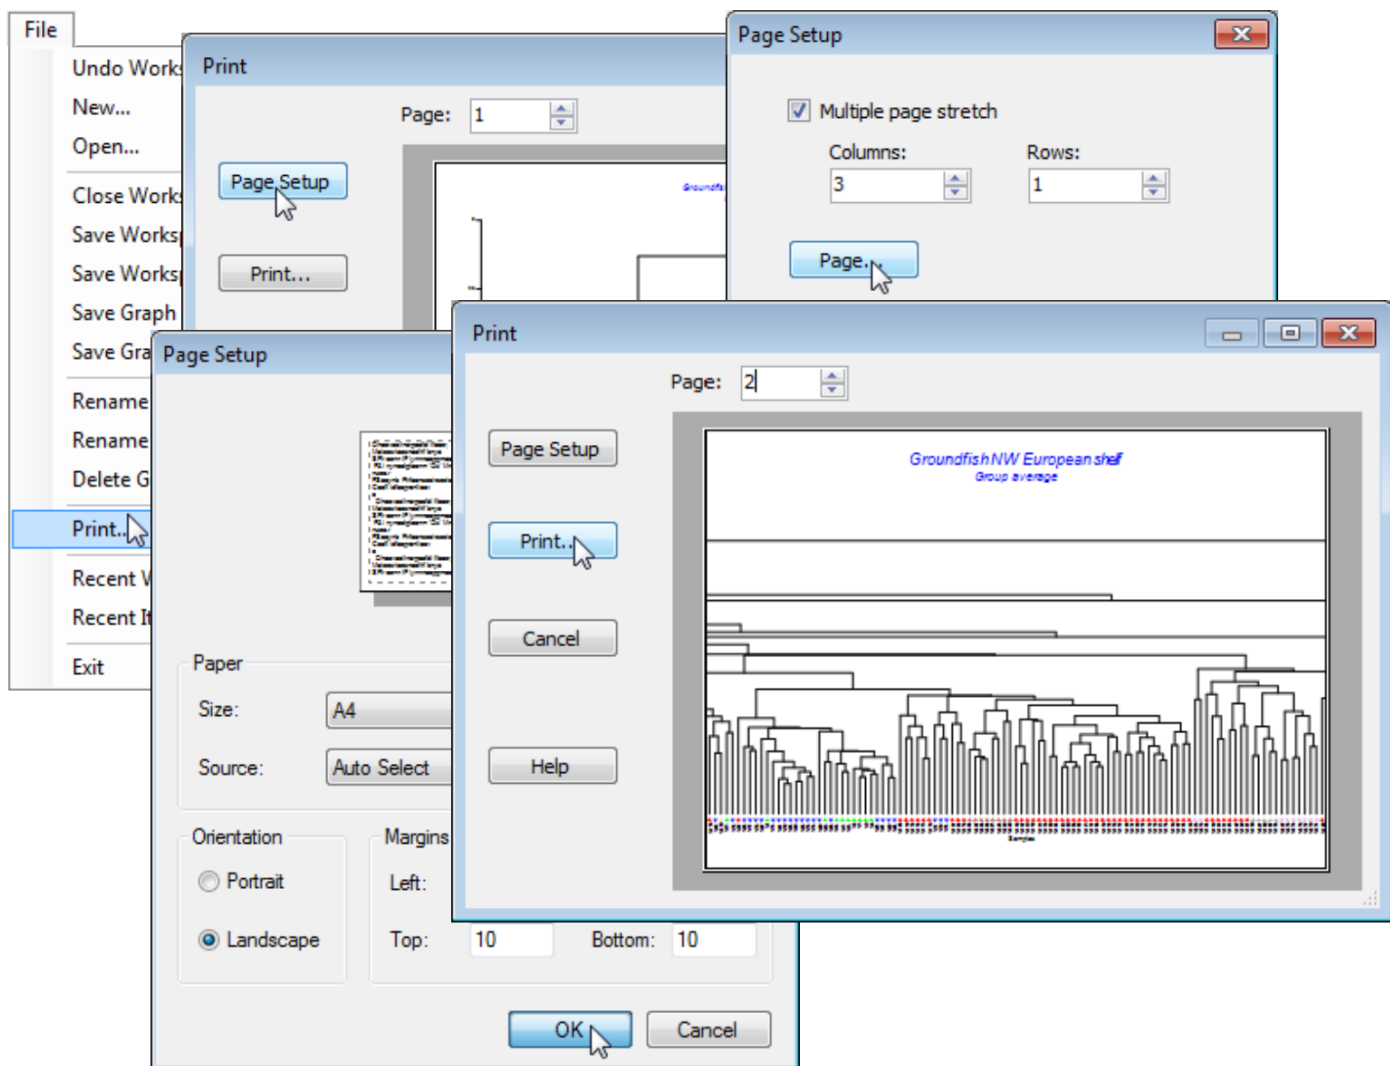 File
Undo Works
New...
Open...
Close Works
Save Worksp
Save Worksp
Save Graph
Save Gra
Rename
Rename
Delete G
Print...
Recent W
Recent It
Exit
Print
Page: 1
Page Setup
Print...
Page Setup
Multiple page stretch
Columns: Rows:
3 1
Page...
Page Setup
Paper
Size: A4
Source: Auto Select
Orientation
Portrait
Landscape
Margins
Left:
Top: 10 Bottom: 10
OK Cancel
Print
Page: 2
Page Setup
Print...
Cancel
Help
Groundfish NW European shelf
Group average
Samples